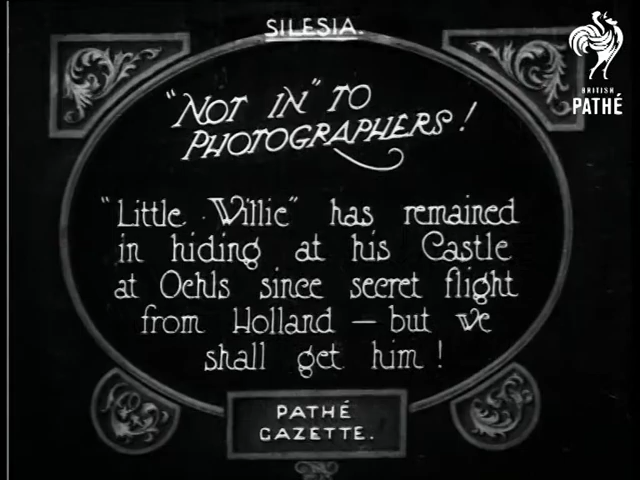 SILESIA.
BRITISH
PATHÉ
"NOT IN" TO
PHOTOGRAPHERS!
"Little Willie" has remained
in hiding at his Castle
at Oehls since secret flight
from Holland — but we
shall get him!
PATHÉ
GAZETTE.